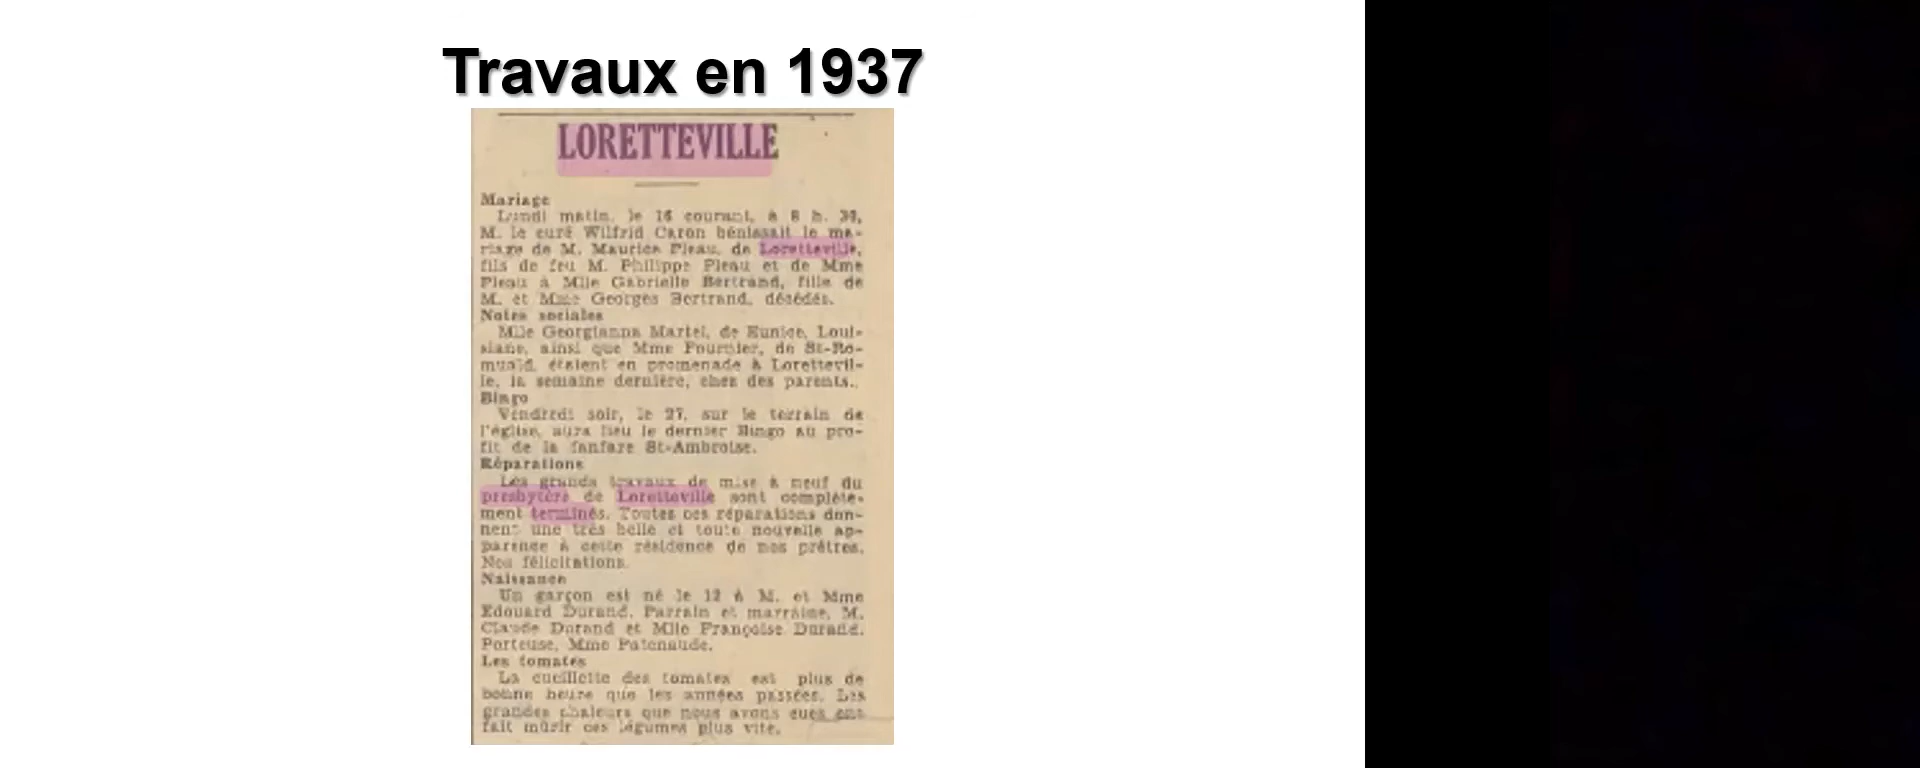 Travaux en 1937
LORETTEVILLE
Mariage
Lundi matin, le 16 courant, à 8 h. 30,
M. le curé Wilfrid Caron bénissait le ma-
riage de M. Maurice Pleau, de Loretteville,
fils de feu M. Philippe Pleau et de Mme
Pleau à Mlle Gabrielle Bertrand, fille de
M. et Mme Georges Bertrand, décédés.
Notes sociales
Mlle Georgianna Martel, de Eunice, Loui-
siane, ainsi que Mme Fournier, de St-Ro-
muald, étaient en promenade à Lorettevil-
le, la semaine dernière, chez des parents.
Bingo
Vendredi soir, le 27, sur le terrain de
l'église, aura lieu le dernier Bingo au pro-
fit de la fanfare St-Ambroise.
Réparations
Les grands travaux de mise à neuf du
presbytère de Loretteville sont complète-
ment terminés. Toutes ces réparations don-
nent une très belle et toute nouvelle ap-
parence à cette résidence de nos prêtres.
Nos félicitations.
Naissance
Un garçon est né le 12 à M. et Mme
Edouard Durand. Parrain et marraine, M.
Claude Durand et Mlle Françoise Durand.
Porteuse, Mme Patenaude.
Les tomates
La cueillette des tomates est plus de
bonne heure que les années passées. Les
grandes chaleurs que nous avons eues ont
fait mûrir ces légumes plus vite.